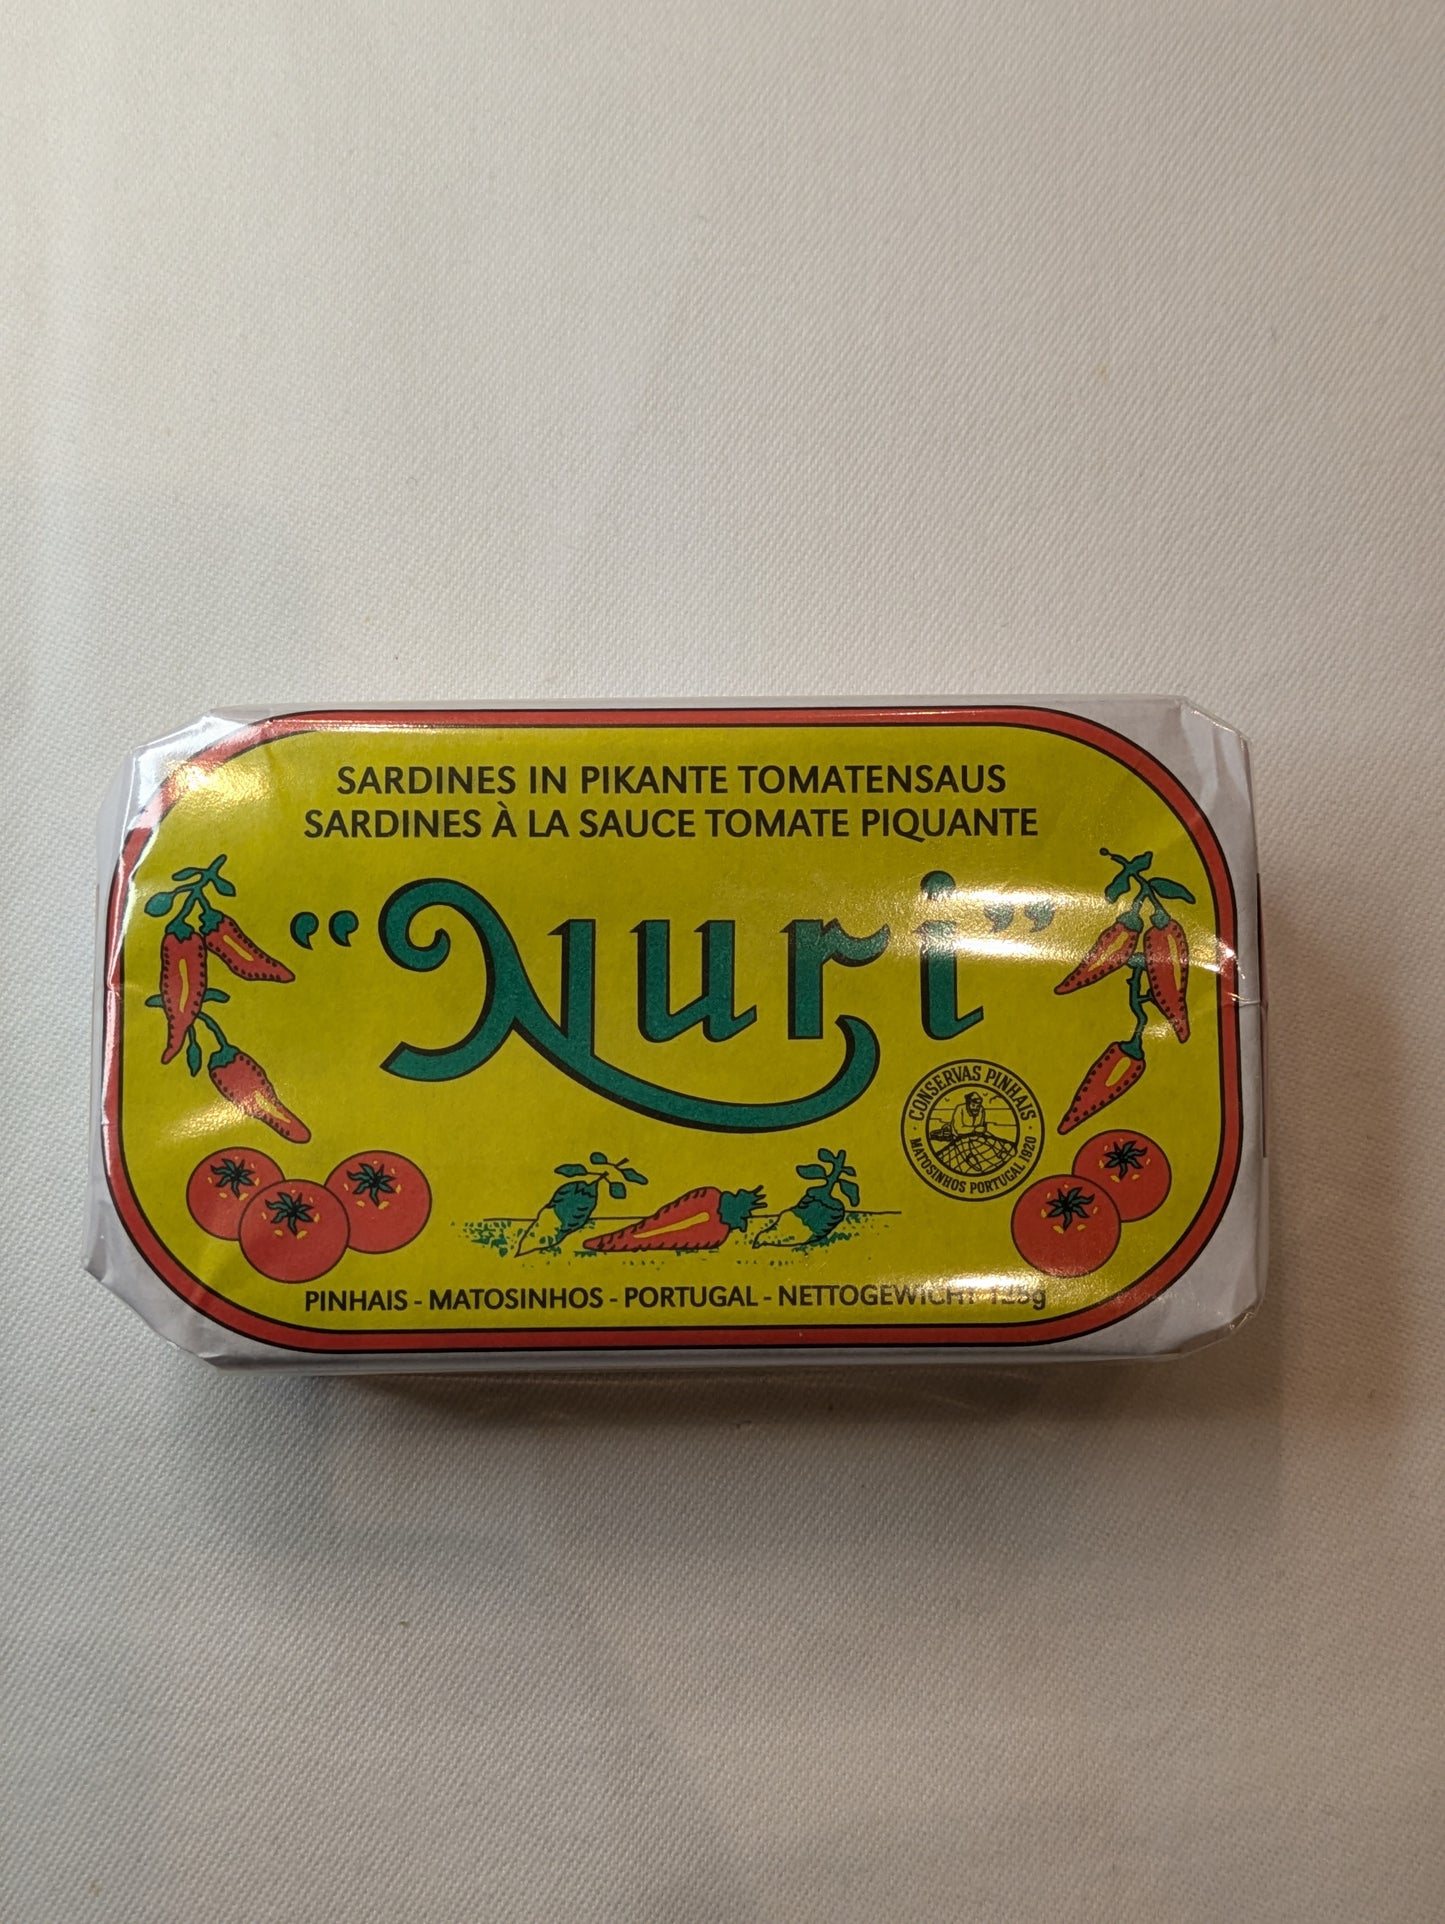 SARDINES IN PIKANTE TOMATENSAUS
SARDINES À LA SAUCE TOMATE PIQUANTE
“Nuri”
CONSERVAS PINHAIS
MATOSINHOS PORTUGAL 1920
PINHAIS - MATOSINHOS - PORTUGAL - NETTOGEWICHT 125g